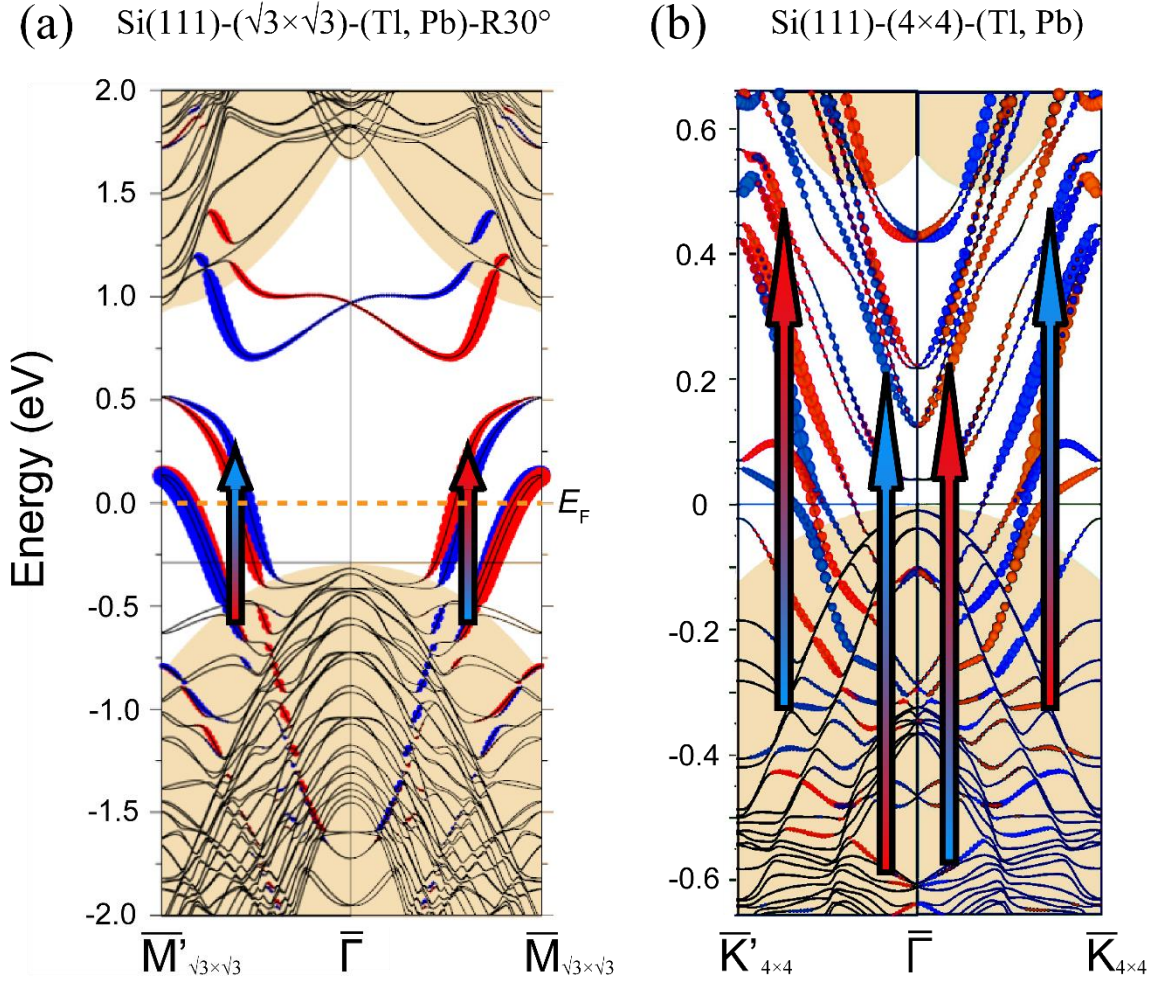 (a) Si(111)-(√3×√3)-(Tl, Pb)-R30°
2.0
1.5
1.0
0.5
0.0
-0.5
-1.0
-1.5
-2.0
Energy (eV)
E_F
M̅'√3×√3 Γ̅ M̅√3×√3
(b) Si(111)-(4×4)-(Tl, Pb)
0.6
0.4
0.2
0
-0.2
-0.4
-0.6
K̅'4×4 Γ̅ K̅4×4